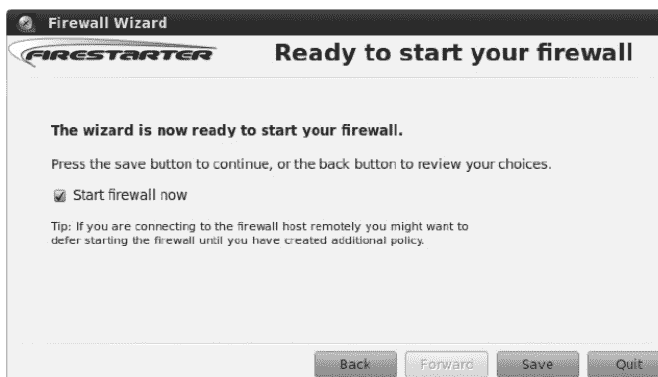 Firewall Wizard
FIRESTARTER
Ready to start your firewall
The wizard is now ready to start your firewall.
Press the save button to continue, or the back button to review your choices.
Start firewall now
Tip: If you are connecting to the firewall host remotely you might want to
defer starting the firewall until you have created additional policy.
Back
Forward
Save
Quit